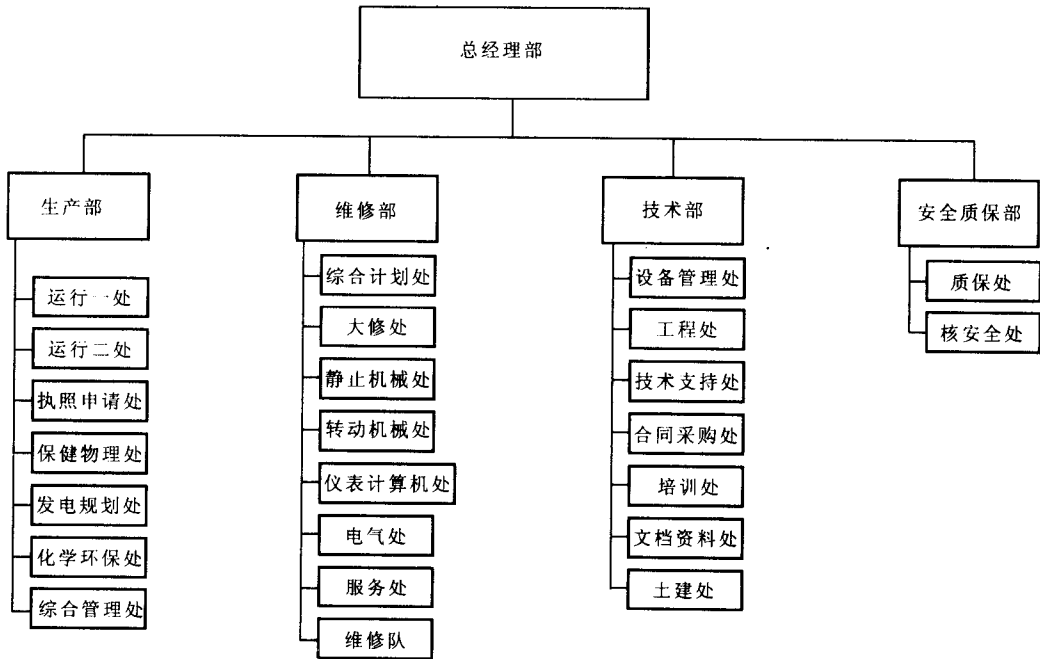 总经理部
生产部
运行一处
运行二处
执照申请处
保健物理处
发电规划处
化学环保处
综合管理处
维修部
综合计划处
大修处
静止机械处
转动机械处
仪表计算机处
电气处
服务处
维修队
技术部
设备管理处
工程处
技术支持处
合同采购处
培训处
文档资料处
土建处
安全质保部
质保处
核安全处